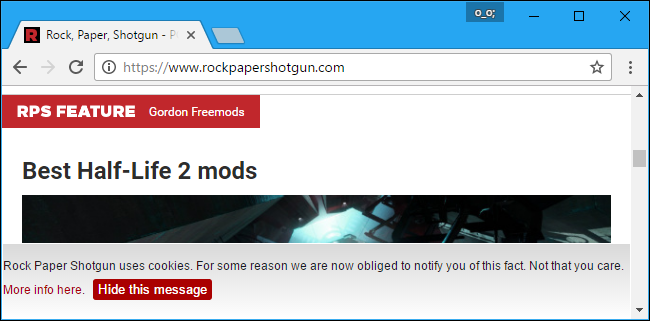 o_o;
Rock, Paper, Shotgun - P
https://www.rockpapershotgun.com
RPS FEATURE Gordon Freemods
Best Half-Life 2 mods
Rock Paper Shotgun uses cookies. For some reason we are now obliged to notify you of this fact. Not that you care.
More info here. Hide this message